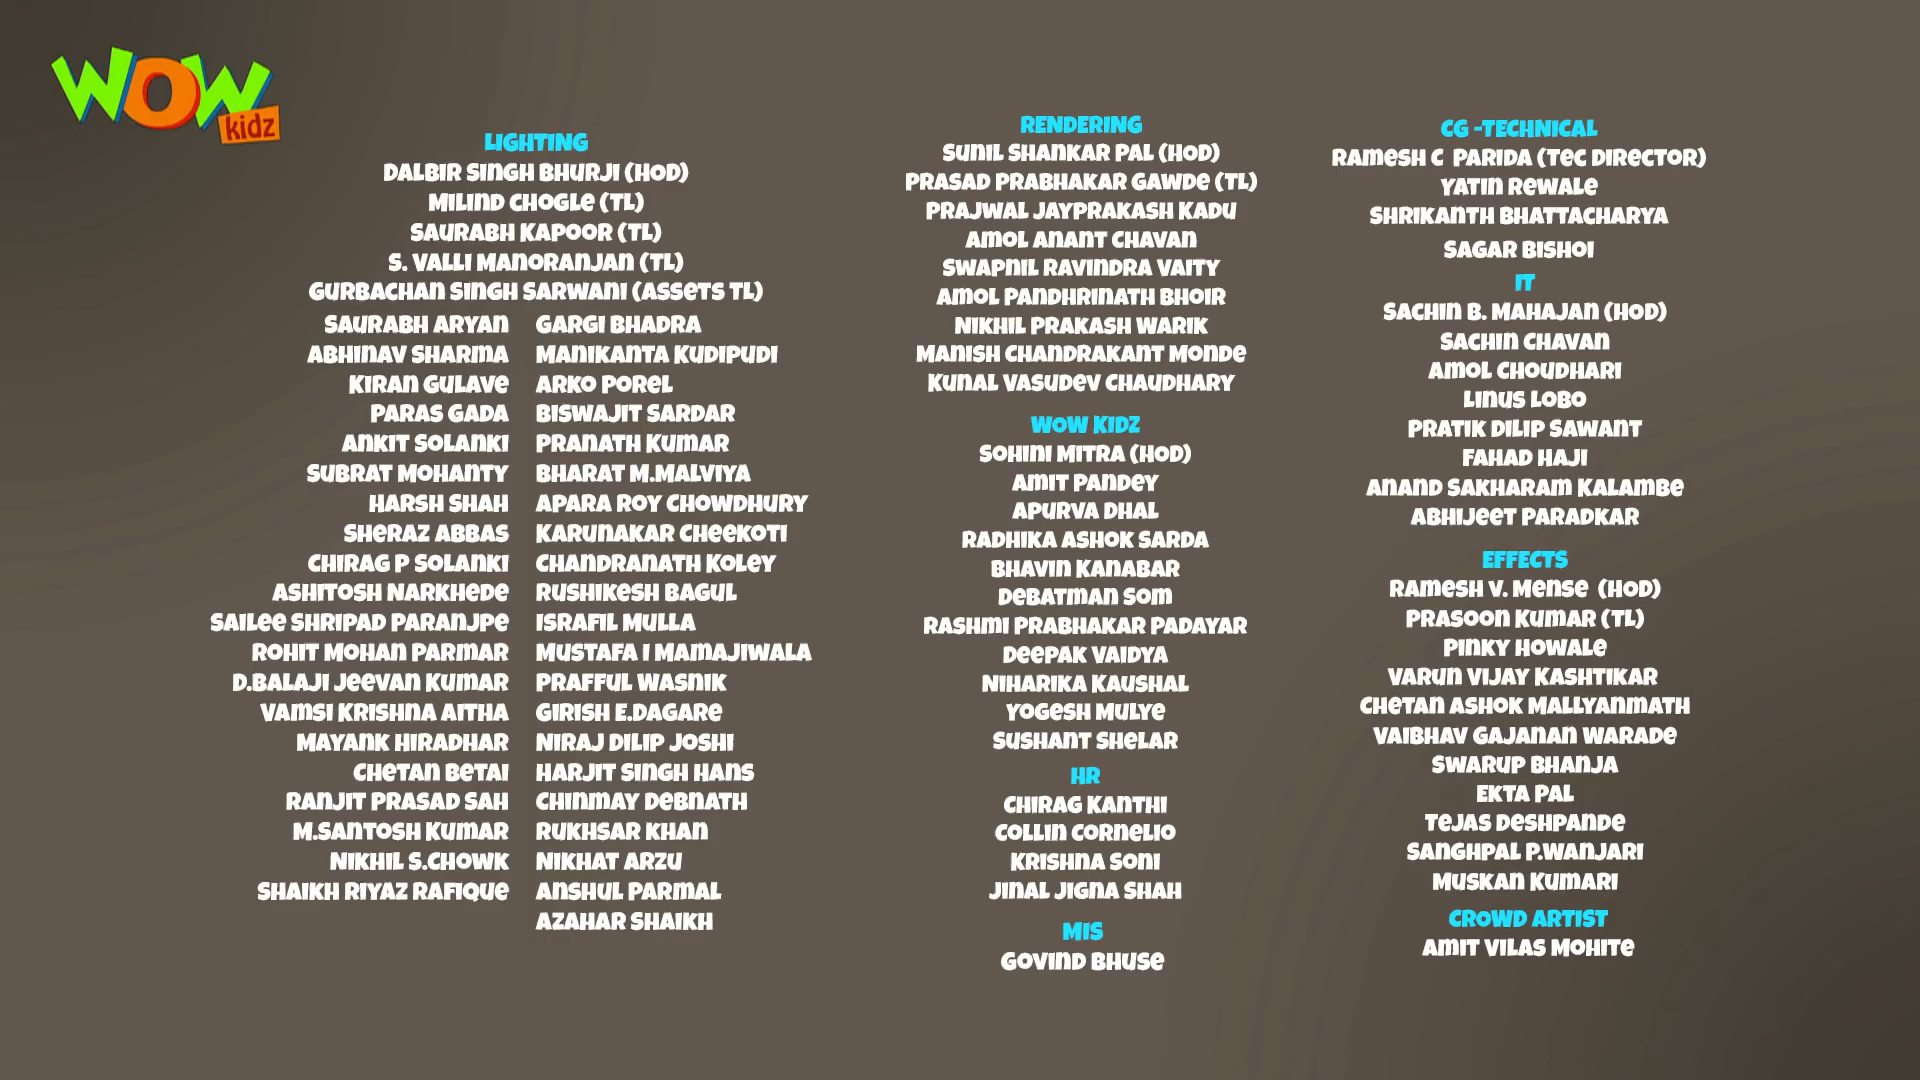 WOW
kidz
LIGHTING
DALBIR SINGH BHURJI (HOD)
MILIND CHOGLE (TL)
SAURABH KAPOOR (TL)
S. VALLI MANORANJAN (TL)
GURBACHAN SINGH SARWANI (ASSETS TL)
SAURABH ARYAN GARGI BHADRA
ABHINAV SHARMA MANIKANTA KUDIPUDI
KIRAN GULAVE ARKO POREL
PARAS GADA BISWAJIT SARDAR
ANKIT SOLANKI PRANATH KUMAR
SUBRAT MOHANTY BHARAT M.MALVIYA
HARSH SHAH APARA ROY CHOWDHURY
SHERAZ ABBAS KARUNAKAR CHEEKOTI
CHIRAG P SOLANKI CHANDRANATH KOLEY
ASHITOSH NARKHEDE RUSHIKESH BAGUL
SAILEE SHRIPAD PARANJPE ISRAFIL MULLA
ROHIT MOHAN PARMAR MUSTAFA I MAMAJIWALA
D.BALAJI JEEVAN KUMAR PRAFFUL WASNIK
VAMSI KRISHNA AITHA GIRISH E.DAGARE
MAYANK HIRADHAR NIRAJ DILIP JOSHI
CHETAN BETAI HARJIT SINGH HANS
RANJIT PRASAD SAH CHINMAY DEBNATH
M.SANTOSH KUMAR RUKHSAR KHAN
NIKHIL S.CHOWK NIKHAT ARZU
SHAIKH RIYAZ RAFIQUE ANSHUL PARMAL
AZAHAR SHAIKH
RENDERING
SUNIL SHANKAR PAL (HOD)
PRASAD PRABHAKAR GAWDE (TL)
PRAJWAL JAYPRAKASH KADU
AMOL ANANT CHAVAN
SWAPNIL RAVINDRA VAITY
AMOL PANDHRINATH BHOIR
NIKHIL PRAKASH WARIK
MANISH CHANDRAKANT MONDE
KUNAL VASUDEV CHAUDHARY
WOW KIDZ
SOHINI MITRA (HOD)
AMIT PANDEY
APURVA DHAL
RADHIKA ASHOK SARDA
BHAVIN KANABAR
DEBATMAN SOM
RASHMI PRABHAKAR PADAYAR
DEEPAK VAIDYA
NIHARIKA KAUSHAL
YOGESH MULYE
SUSHANT SHELAR
HR
CHIRAG KANTHI
COLLIN CORNELIO
KRISHNA SONI
JINAL JIGNA SHAH
MIS
GOVIND BHUSE
CG -TECHNICAL
RAMESH C PARIDA (TEC DIRECTOR)
YATIN REWALE
SHRIKANTH BHATTACHARYA
SAGAR BISHOI
IT
SACHIN B. MAHAJAN (HOD)
SACHIN CHAVAN
AMOL CHOUDHARI
LINUS LOBO
PRATIK DILIP SAWANT
FAHAD HAJI
ANAND SAKHARAM KALAMBE
ABHIJEET PARADKAR
EFFECTS
RAMESH V. MENSE (HOD)
PRASOON KUMAR (TL)
PINKY HOWALE
VARUN VIJAY KASHTIKAR
CHETAN ASHOK MALLYANMATH
VAIBHAV GAJANAN WARADE
SWARUP BHANJA
EKTA PAL
TEJAS DESHPANDE
SANGHPAL P.WANJARI
MUSKAN KUMARI
CROWD ARTIST
AMIT VILAS MOHITE